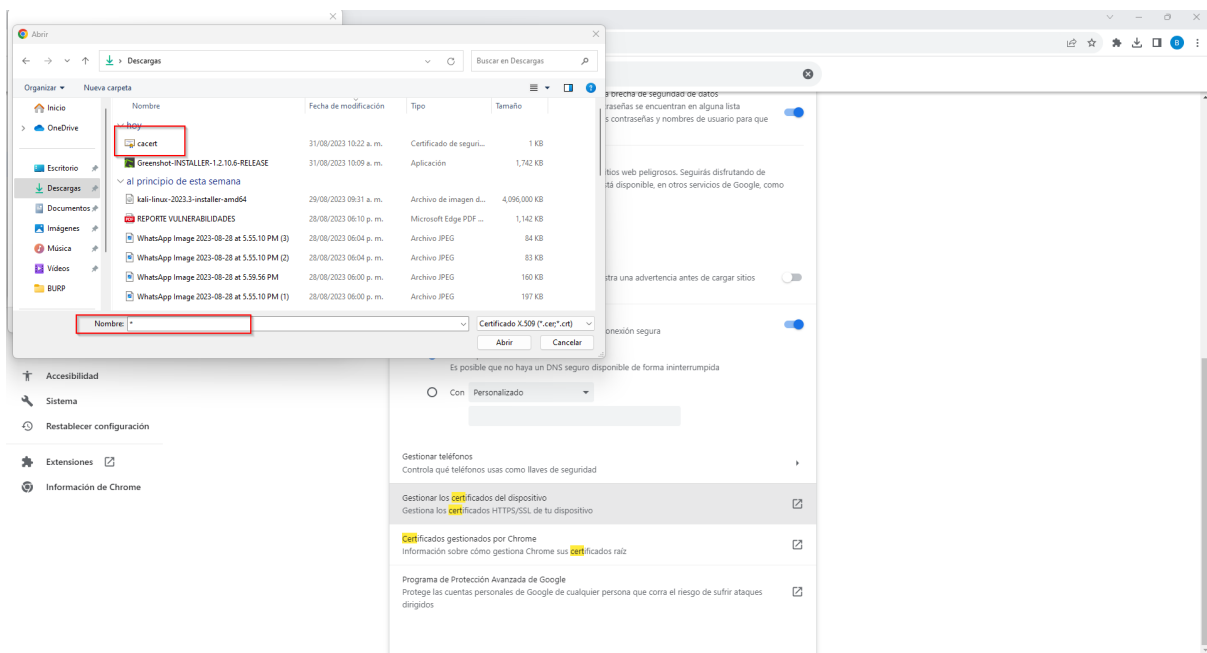 Abrir
Descargas
Buscar en Descargas
Organizar
Nueva carpeta
Inicio
OneDrive
Escritorio
Descargas
Documentos
Imágenes
Música
Vídeos
BURP
Nombre Fecha de modificación Tipo Tamaño
hoy
cacert 31/08/2023 10:22 a. m. Certificado de seguri... 1 KB
Greenshot-INSTALLER-1.2.10.6-RELEASE 31/08/2023 10:09 a. m. Aplicación 1,742 KB
al principio de esta semana
kali-linux-2023.3-installer-amd64 29/08/2023 09:31 a. m. Archivo de imagen d... 4,096,000 KB
REPORTE VULNERABILIDADES 28/08/2023 06:10 p. m. Microsoft Edge PDF ... 1,142 KB
WhatsApp Image 2023-08-28 at 5.55.10 PM (3) 28/08/2023 06:04 p. m. Archivo JPEG 84 KB
WhatsApp Image 2023-08-28 at 5.55.10 PM (2) 28/08/2023 06:04 p. m. Archivo JPEG 83 KB
WhatsApp Image 2023-08-28 at 5.59.56 PM 28/08/2023 06:00 p. m. Archivo JPEG 160 KB
WhatsApp Image 2023-08-28 at 5.55.10 PM (1) 28/08/2023 06:00 p. m. Archivo JPEG 197 KB
Nombre: *
Certificado X.509 (*.cer;*.crt)
Abrir
Cancelar
B
a brecha de seguridad de datos
raseñas se encuentran en alguna lista
s contraseñas y nombres de usuario para que
itios web peligrosos. Seguirás disfrutando de
tá disponible, en otros servicios de Google, como
stra una advertencia antes de cargar sitios
onexión segura
Es posible que no haya un DNS seguro disponible de forma ininterrumpida
Con Personalizado
Accesibilidad
Sistema
Restablecer configuración
Extensiones
Información de Chrome
Gestionar teléfonos
Controla qué teléfonos usas como llaves de seguridad
Gestionar los certificados del dispositivo
Gestiona los certificados HTTPS/SSL de tu dispositivo
Certificados gestionados por Chrome
Información sobre cómo gestiona Chrome sus certificados raíz
Programa de Protección Avanzada de Google
Protege las cuentas personales de Google de cualquier persona que corra el riesgo de sufrir ataques
dirigidos